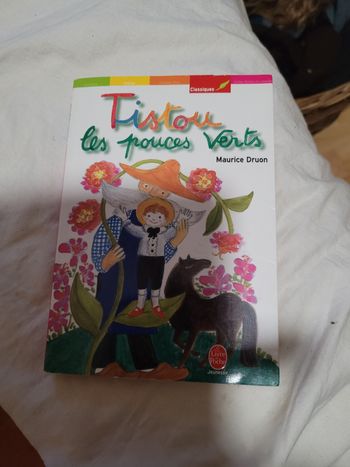 Classiques
Tistou
les pouces verts
Maurice Druon
Le Livre
de
Poche
Jeunesse